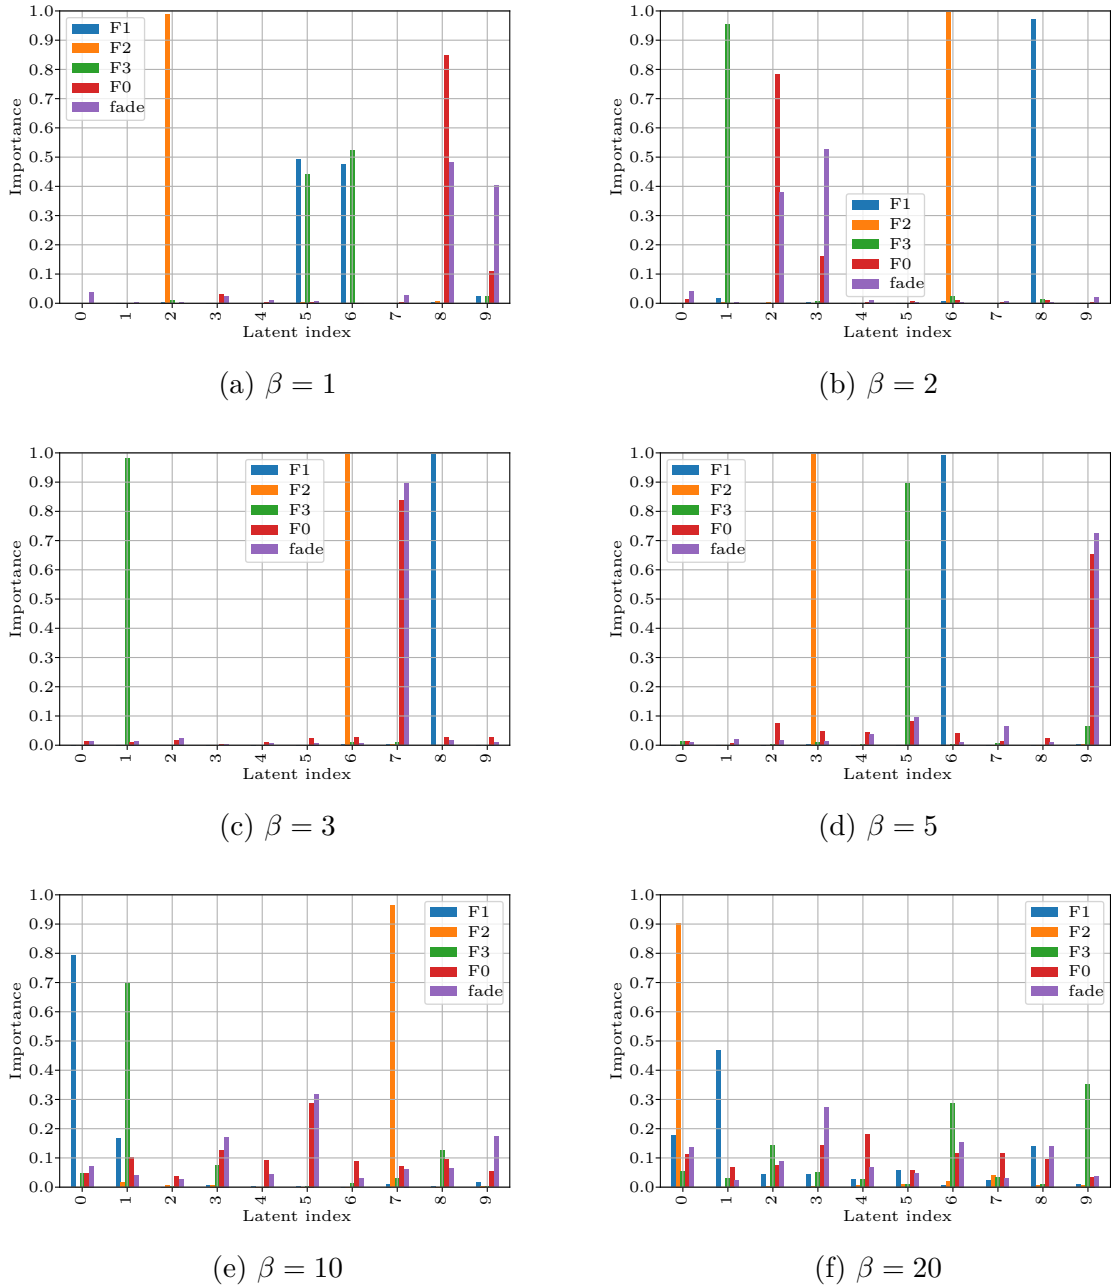 1.0
0.9
0.8
0.7
0.6
0.5
0.4
0.3
0.2
0.1
0.0
Importance
F1
F2
F3
F0
fade
0 1 2 3 4 5 6 7 8 9
Latent index
(a) β = 1
1.0
0.9
0.8
0.7
0.6
0.5
0.4
0.3
0.2
0.1
0.0
Importance
F1
F2
F3
F0
fade
0 1 2 3 4 5 6 7 8 9
Latent index
(b) β = 2
1.0
0.9
0.8
0.7
0.6
0.5
0.4
0.3
0.2
0.1
0.0
Importance
F1
F2
F3
F0
fade
0 1 2 3 4 5 6 7 8 9
Latent index
(c) β = 3
1.0
0.9
0.8
0.7
0.6
0.5
0.4
0.3
0.2
0.1
0.0
Importance
F1
F2
F3
F0
fade
0 1 2 3 4 5 6 7 8 9
Latent index
(d) β = 5
1.0
0.9
0.8
0.7
0.6
0.5
0.4
0.3
0.2
0.1
0.0
Importance
F1
F2
F3
F0
fade
0 1 2 3 4 5 6 7 8 9
Latent index
(e) β = 10
1.0
0.9
0.8
0.7
0.6
0.5
0.4
0.3
0.2
0.1
0.0
Importance
F1
F2
F3
F0
fade
0 1 2 3 4 5 6 7 8 9
Latent index
(f) β = 20